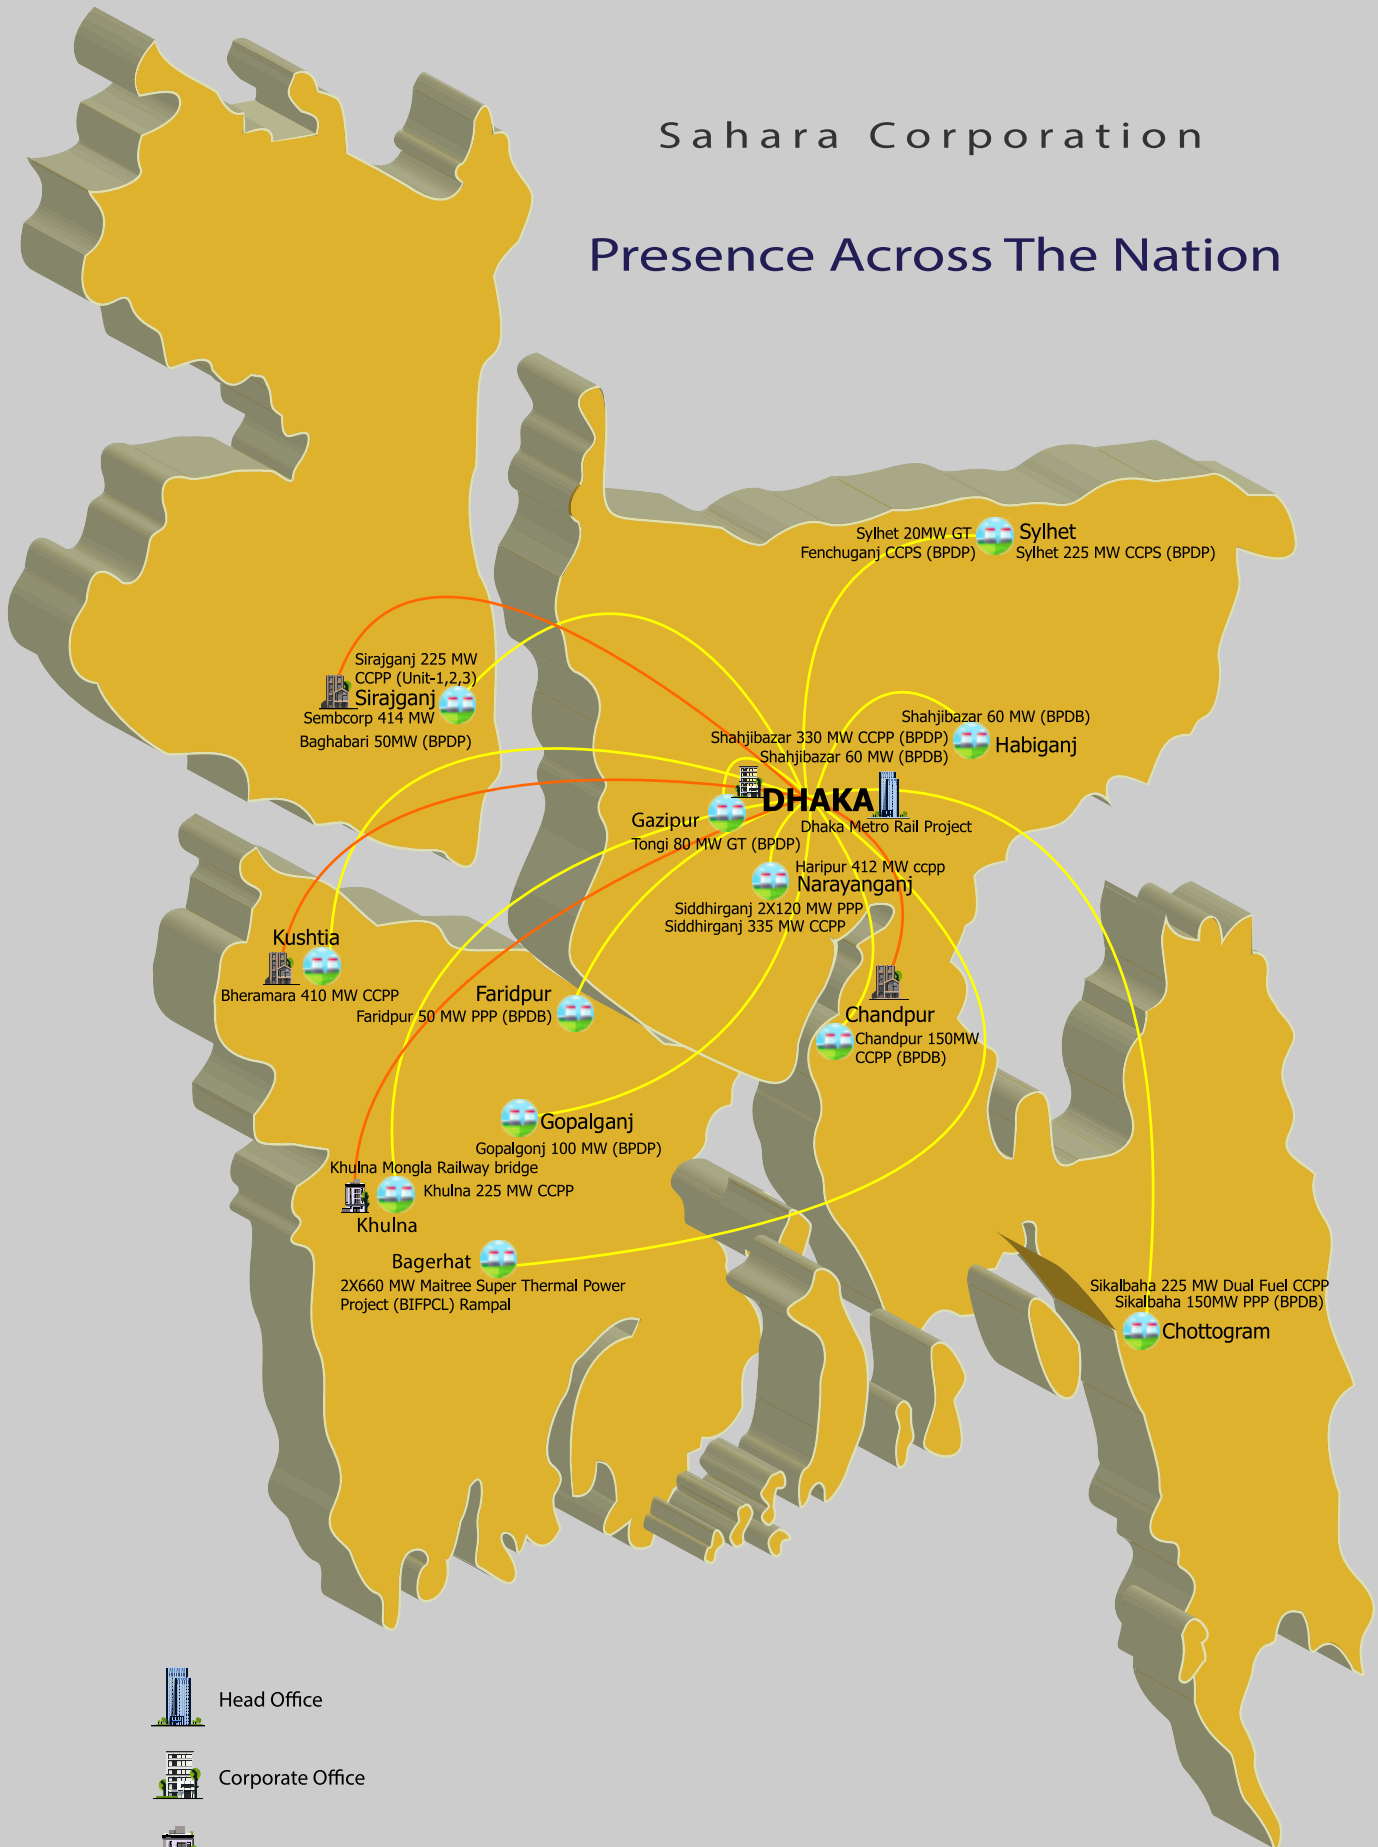 Sahara Corporation
Presence Across The Nation
Sylhet 20MW GT
Sylhet
Fenchuganj CCPS (BPDP)
Sylhet 225 MW CCPS (BPDP)
Sirajganj 225 MW
CCPP (Unit-1,2,3)
Sirajganj
Sembcorp 414 MW
Baghabari 50MW (BPDP)
Shahjibazar 60 MW (BPDB)
Shahjibazar 330 MW CCPP (BPDP)
Habiganj
Shahjibazar 60 MW (BPDB)
DHAKA
Dhaka Metro Rail Project
Gazipur
Tongi 80 MW GT (BPDP)
Haripur 412 MW ccpp
Narayanganj
Siddhirganj 2X120 MW PPP
Siddhirganj 335 MW CCPP
Kushtia
Bheramara 410 MW CCPP
Faridpur
Faridpur 50 MW PPP (BPDB)
Chandpur
Chandpur 150MW
CCPP (BPDB)
Gopalganj
Gopalgonj 100 MW (BPDP)
Khulna Mongla Railway bridge
Khulna 225 MW CCPP
Khulna
Bagerhat
2X660 MW Maitree Super Thermal Power
Project (BIFPCL) Rampal
Sikalbaha 225 MW Dual Fuel CCPP
Sikalbaha 150MW PPP (BPDB)
Chottogram
Head Office
Corporate Office